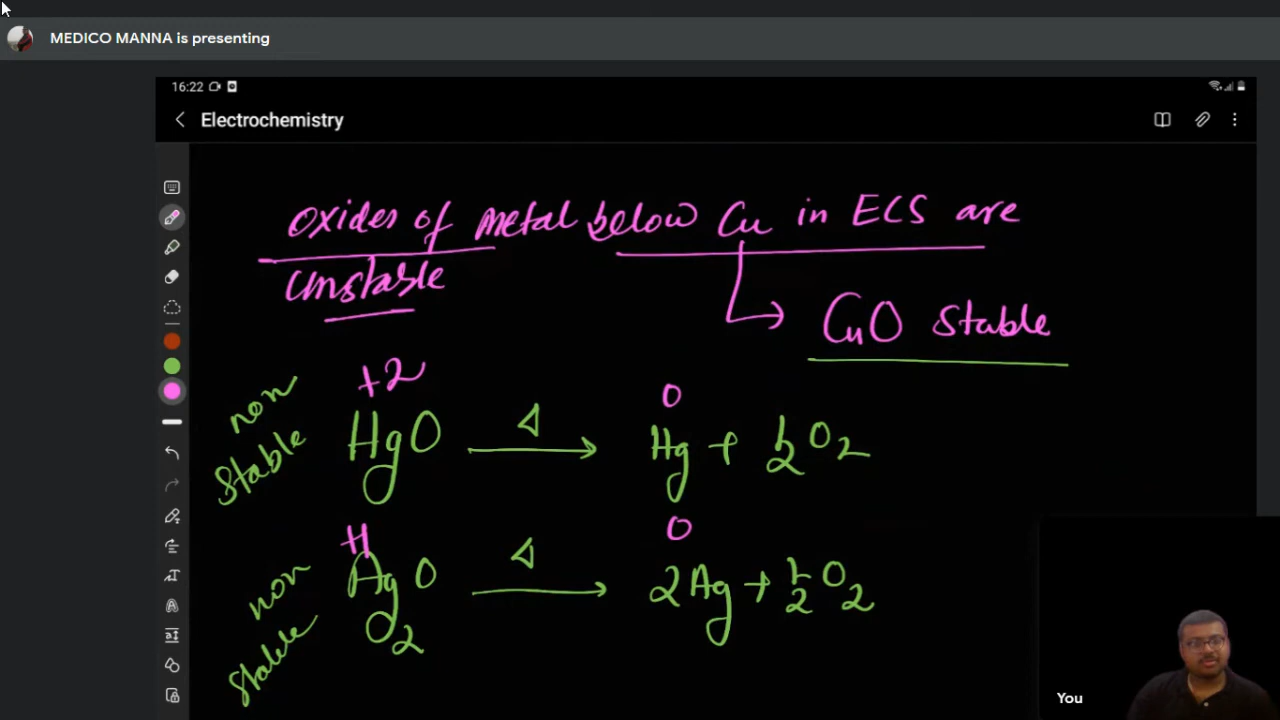 MEDICO MANNA is presenting
16:22
Electrochemistry
Oxides of metal below Cu in ECS are
unstable
CuO stable
+2 0
non stable HgO →Δ Hg + ½O₂
+1 0
non stable Ag₂O →Δ 2Ag + ½O₂
You